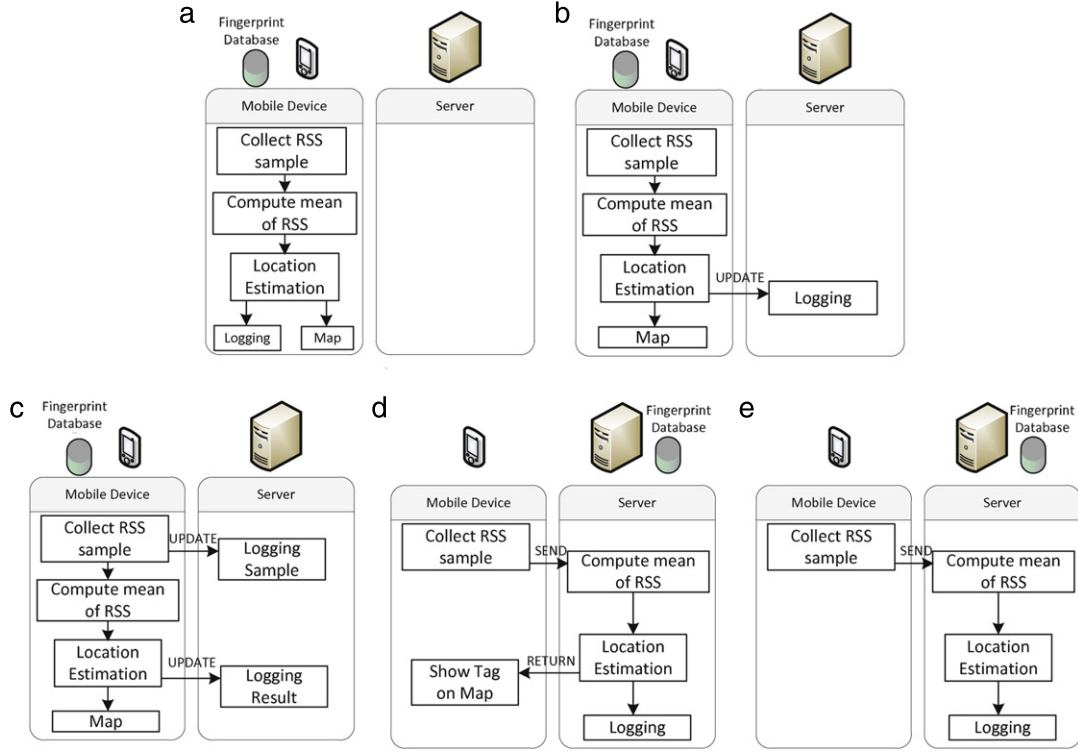 a
Fingerprint
Database
Mobile Device
Server
Collect RSS
sample
Compute mean
of RSS
Location
Estimation
Logging
Map
b
Fingerprint
Database
Mobile Device
Server
Collect RSS
sample
Compute mean
of RSS
Location
Estimation
UPDATE
Logging
Map
c
Fingerprint
Database
Mobile Device
Server
Collect RSS
sample
UPDATE
Logging
Sample
Compute mean
of RSS
Location
Estimation
UPDATE
Logging
Result
Map
d
Fingerprint
Database
Mobile Device
Server
Collect RSS
sample
SEND
Compute mean
of RSS
Location
Estimation
RETURN
Show Tag
on Map
Logging
e
Fingerprint
Database
Mobile Device
Server
Collect RSS
sample
SEND
Compute mean
of RSS
Location
Estimation
Logging